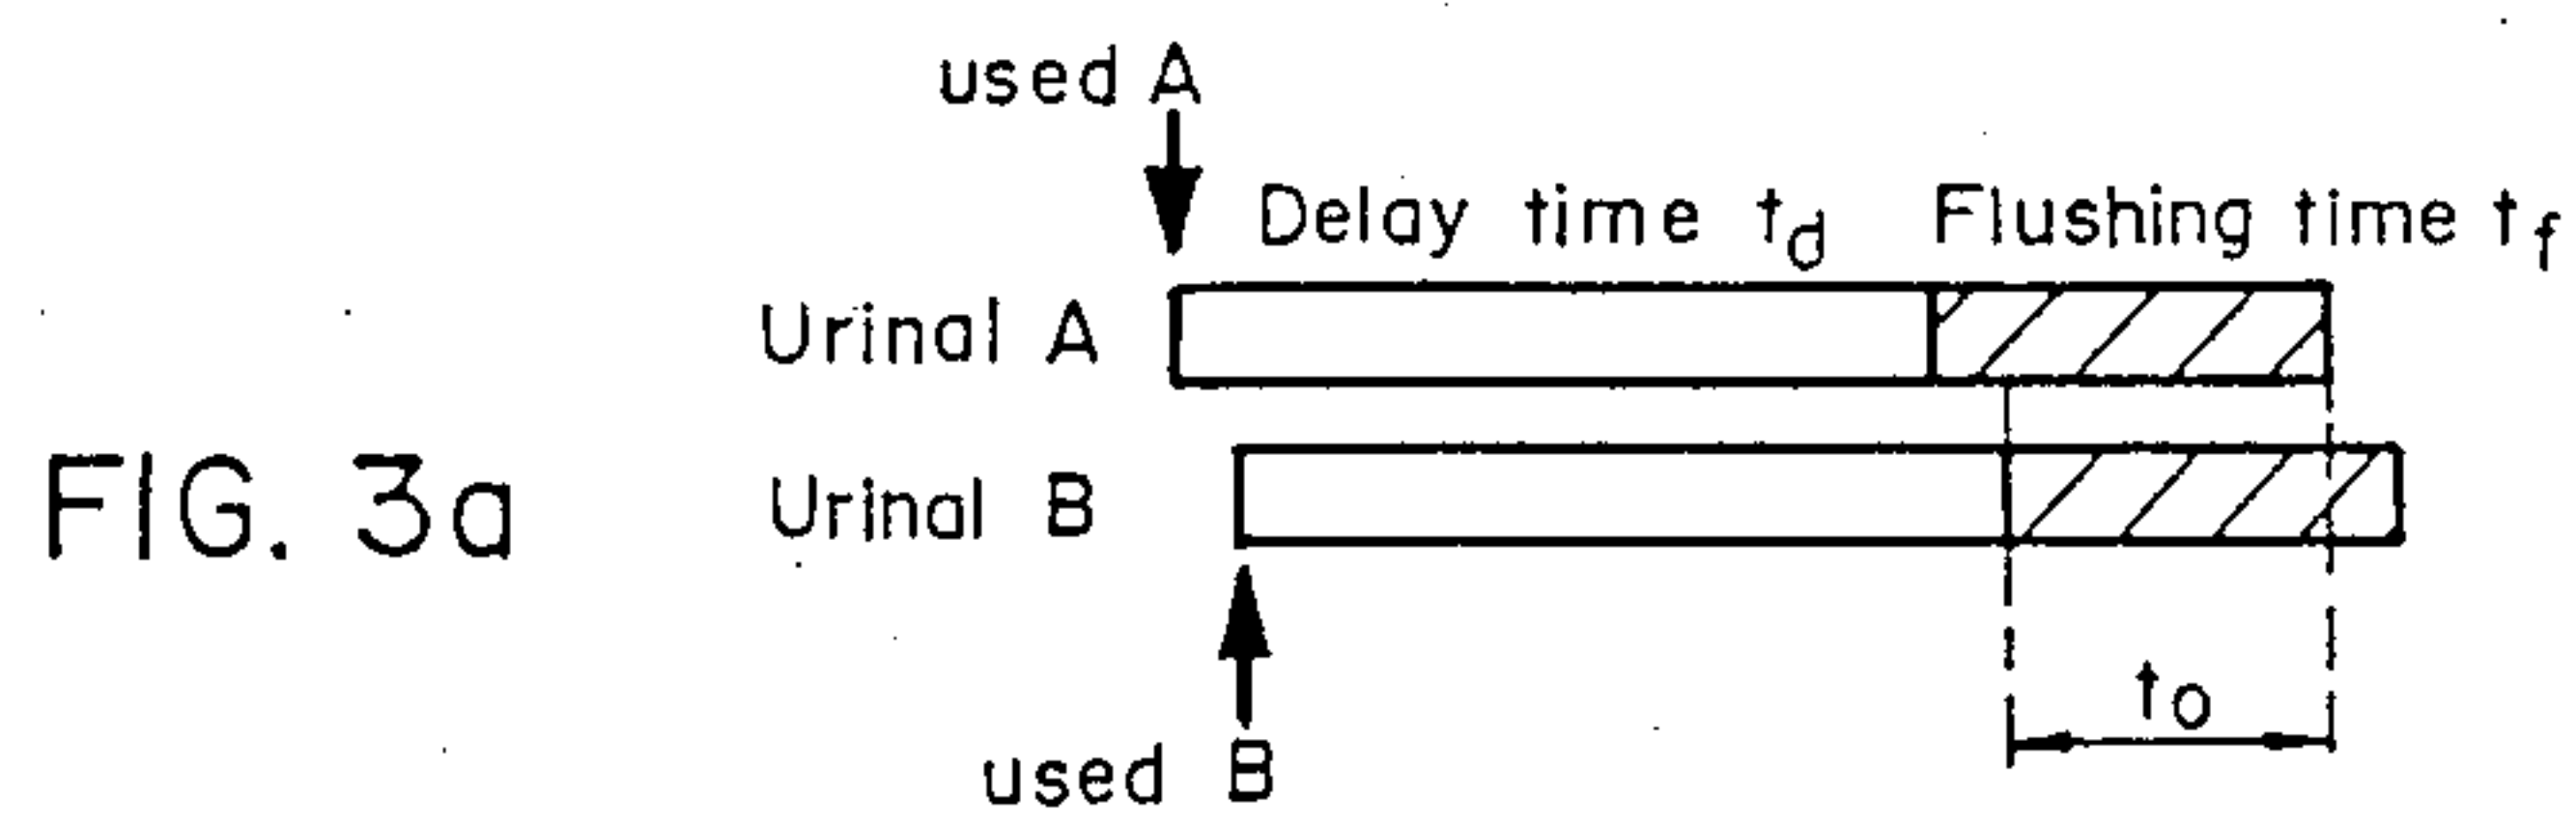 used A
Delay time td Flushing time tf
Urinal A
FIG. 3a
Urinal B
to
used B